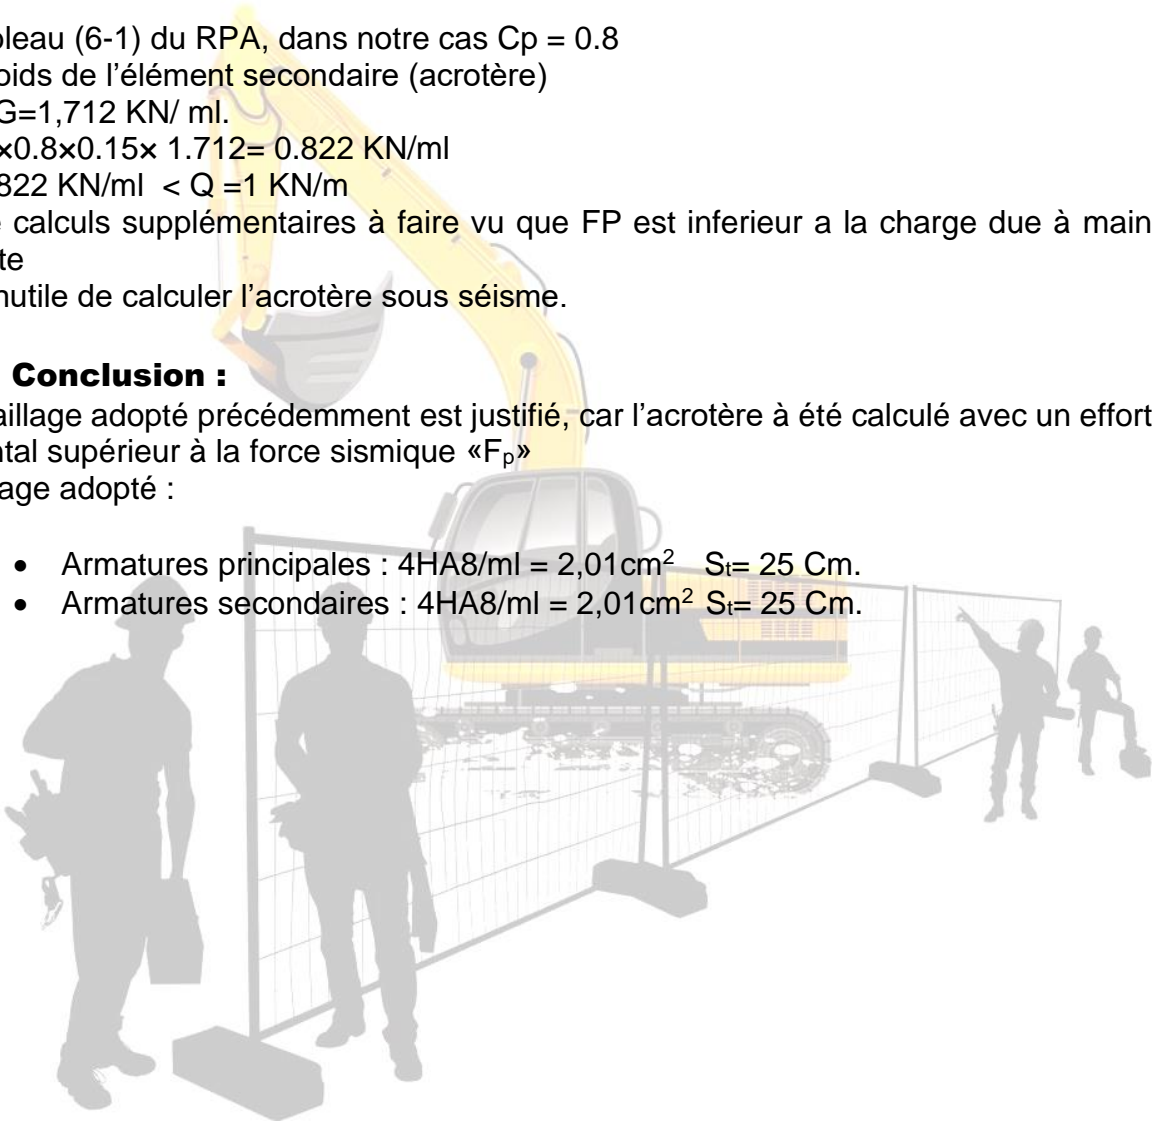 bleau (6-1) du RPA, dans notre cas Cp = 0.8
oids de l’élément secondaire (acrotère)
G=1,712 KN/ ml.
×0.8×0.15× 1.712= 0.822 KN/ml
822 KN/ml < Q =1 KN/m
calculs supplémentaires à faire vu que FP est inferieur a la charge due à main
te
nutile de calculer l’acrotère sous séisme.
Conclusion :
aillage adopté précédemment est justifié, car l’acrotère à été calculé avec un effort
ntal supérieur à la force sismique «Fp»
age adopté :
• Armatures principales : 4HA8/ml = 2,01cm² St= 25 Cm.
• Armatures secondaires : 4HA8/ml = 2,01cm² St= 25 Cm.